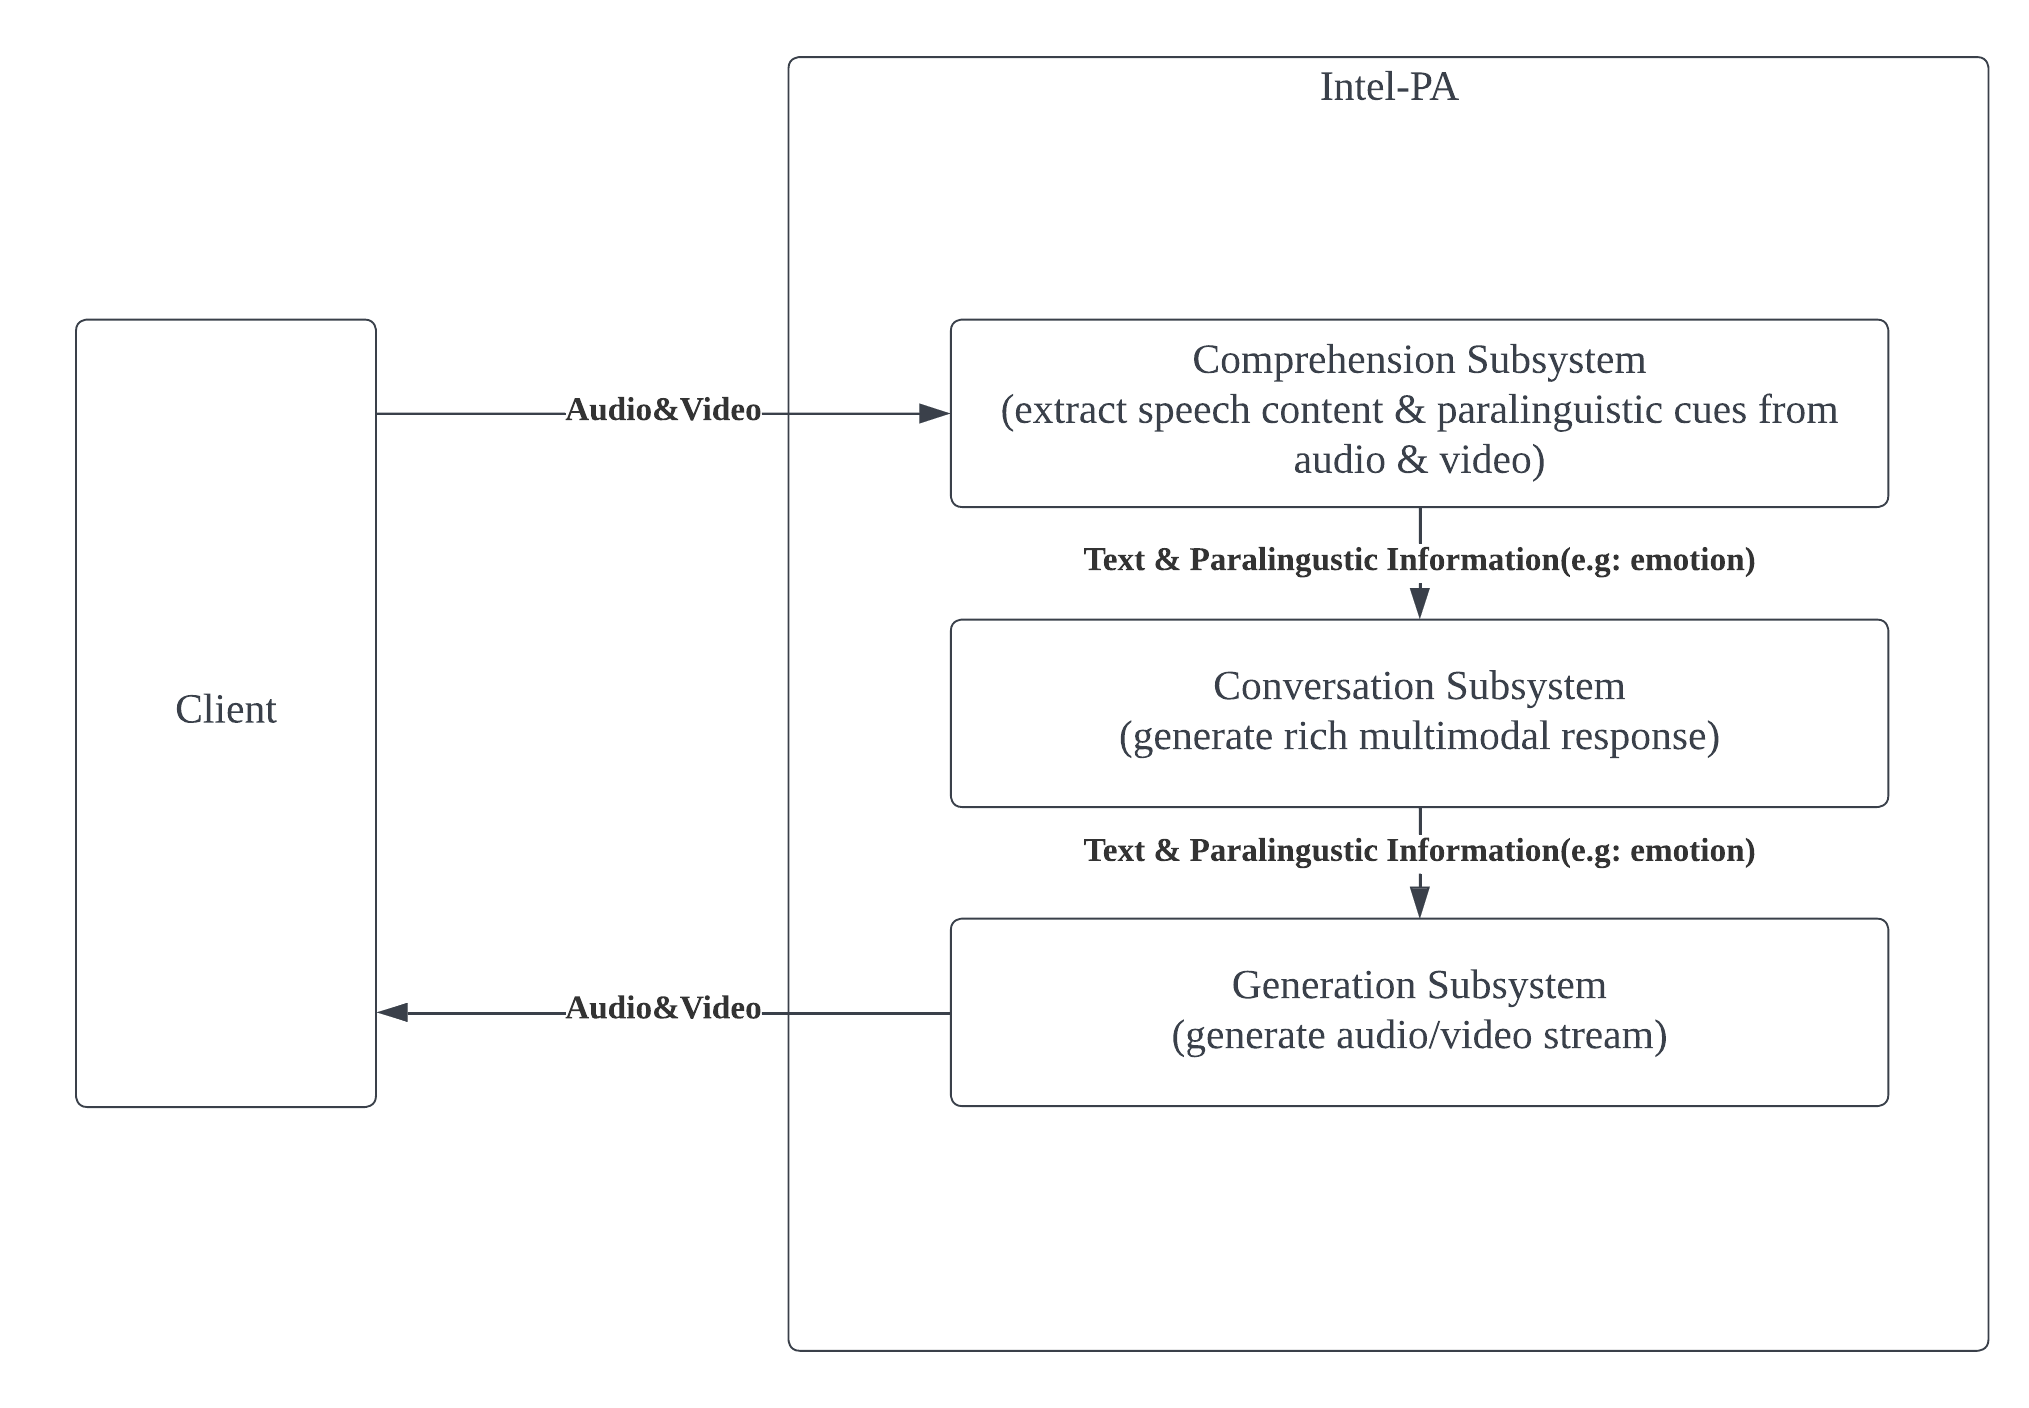 Intel-PA
Client
Audio&Video
Comprehension Subsystem
(extract speech content & paralinguistic cues from
audio & video)
Text & Paralingustic Information(e.g: emotion)
Conversation Subsystem
(generate rich multimodal response)
Text & Paralingustic Information(e.g: emotion)
Generation Subsystem
(generate audio/video stream)
Audio&Video